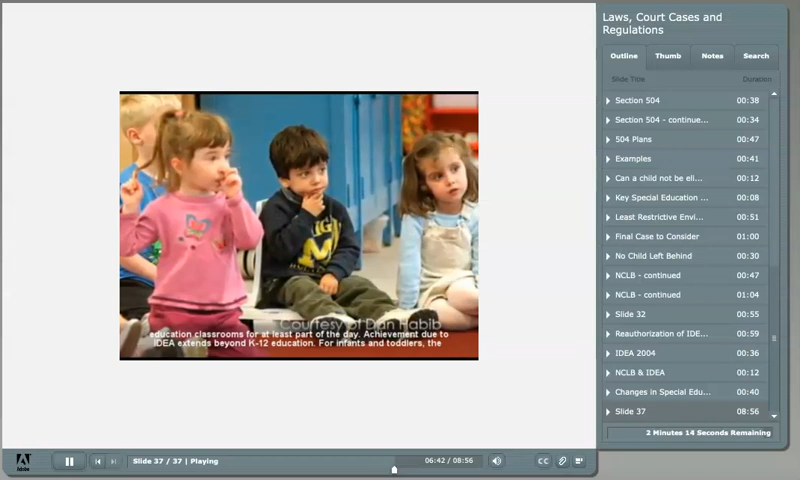 Laws, Court Cases and
Regulations
Outline Thumb Notes Search
Slide Title Duration
Section 504 00:38
Section 504 - continue... 00:34
504 Plans 00:47
Examples 00:41
Can a child not be eli... 00:12
Key Special Education ... 00:08
Least Restrictive Envi... 00:51
Final Case to Consider 01:00
No Child Left Behind 00:30
NCLB - continued 00:47
NCLB - continued 01:04
Slide 32 00:55
Reauthorization of IDE... 00:59
IDEA 2004 00:36
NCLB & IDEA 00:12
Changes in Special Edu... 00:40
Slide 37 08:56
2 Minutes 14 Seconds Remaining
M
Courtesy of Dan Habib
education classrooms for at least part of the day. Achievement due to
IDEA extends beyond K-12 education. For infants and toddlers, the
Adobe
Slide 37 / 37 | Playing 06:42 / 08:56
CC